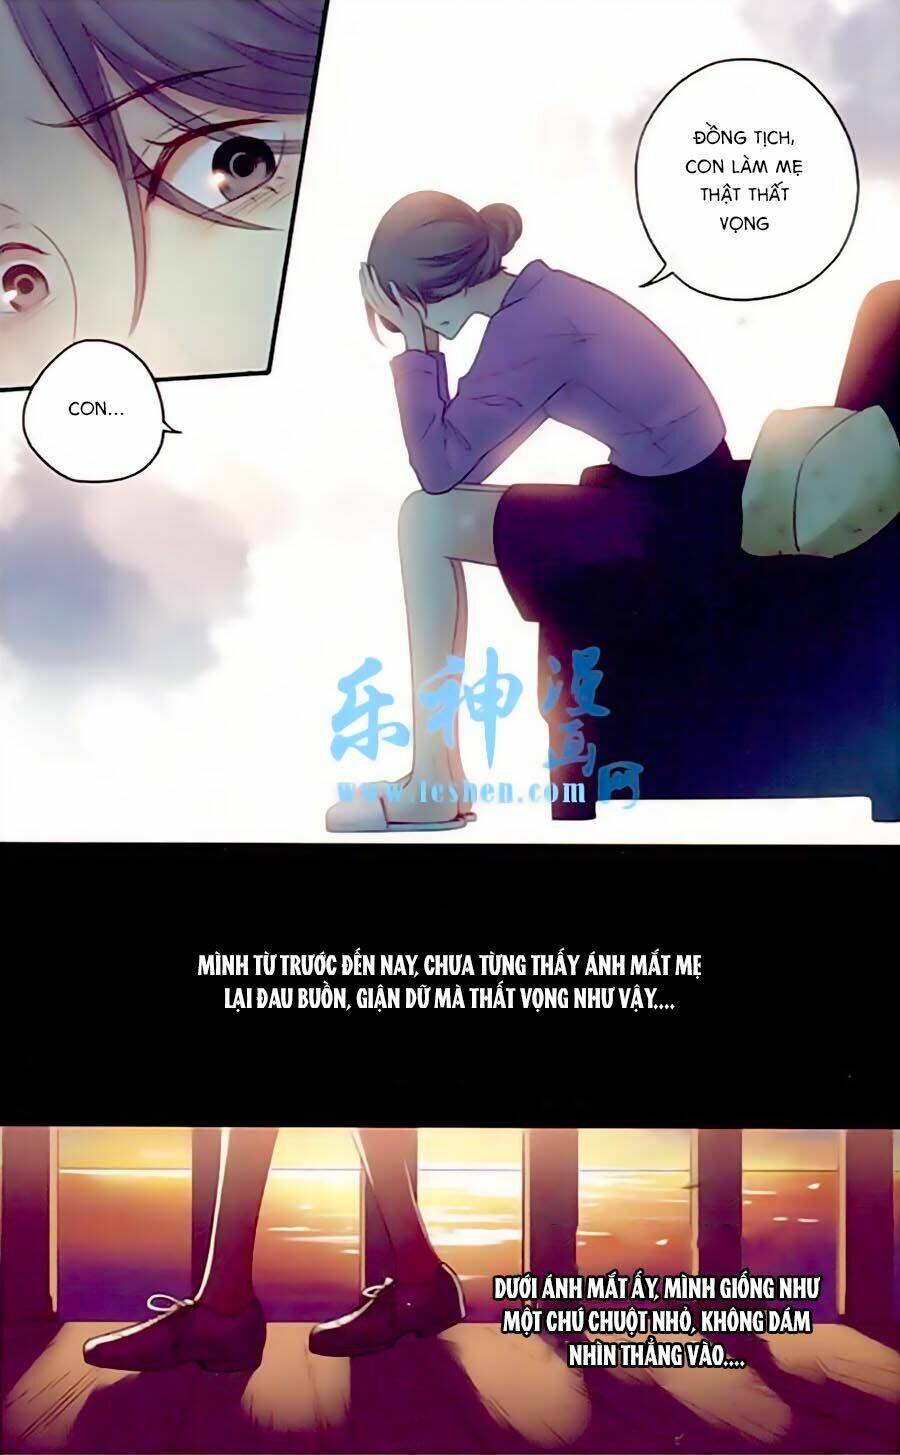 ĐỒNG TỊCH,
CON LÀM MẸ
THẬT THẤT
VỌNG
CON...
乐神漫画网
www.leshen.com
MÌNH TỪ TRƯỚC ĐẾN NAY, CHƯA TỪNG THẤY ÁNH MẮT MẸ
LẠI ĐAU BUỒN, GIẬN DỮ MÀ THẤT VỌNG NHƯ VẬY....
DƯỚI ÁNH MẮT ẤY, MÌNH GIỐNG NHƯ
MỘT CHÚ CHUỘT NHỎ, KHÔNG DÁM
NHÌN THẲNG VÀO....